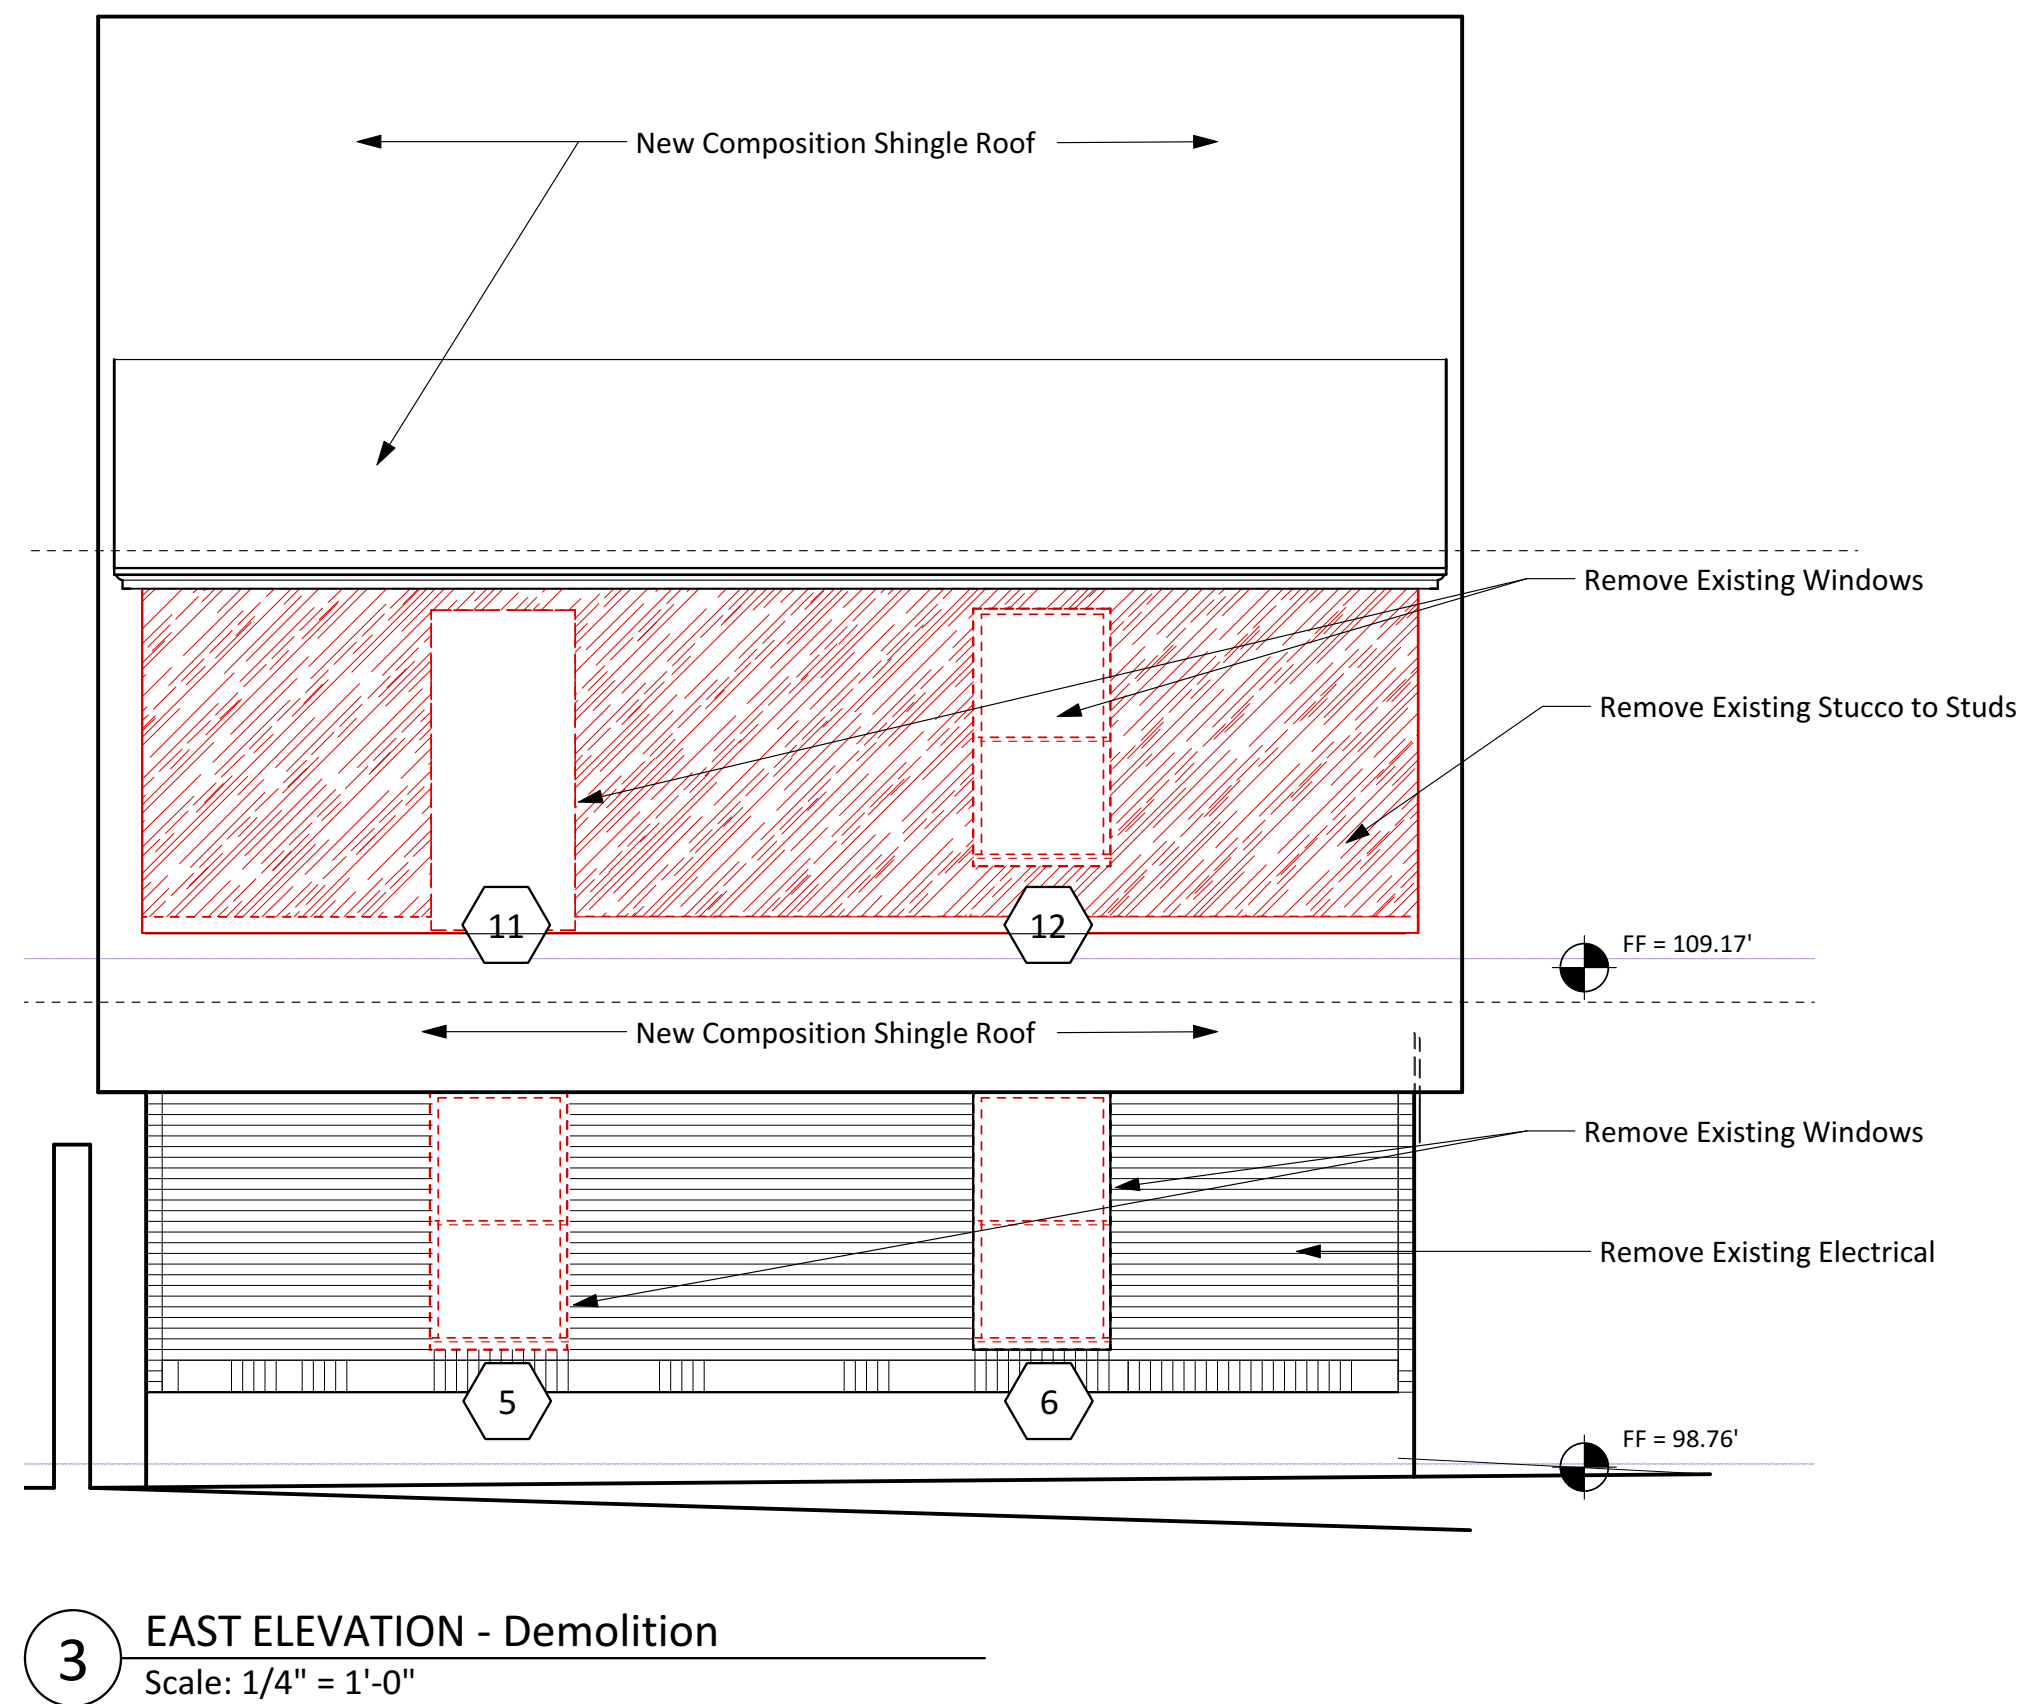 New Composition Shingle Roof
Remove Existing Windows
Remove Existing Stucco to Studs
11
12
FF = 109.17'
New Composition Shingle Roof
Remove Existing Windows
Remove Existing Electrical
5
6
FF = 98.76'
3
EAST ELEVATION - Demolition
Scale: 1/4" = 1'-0"